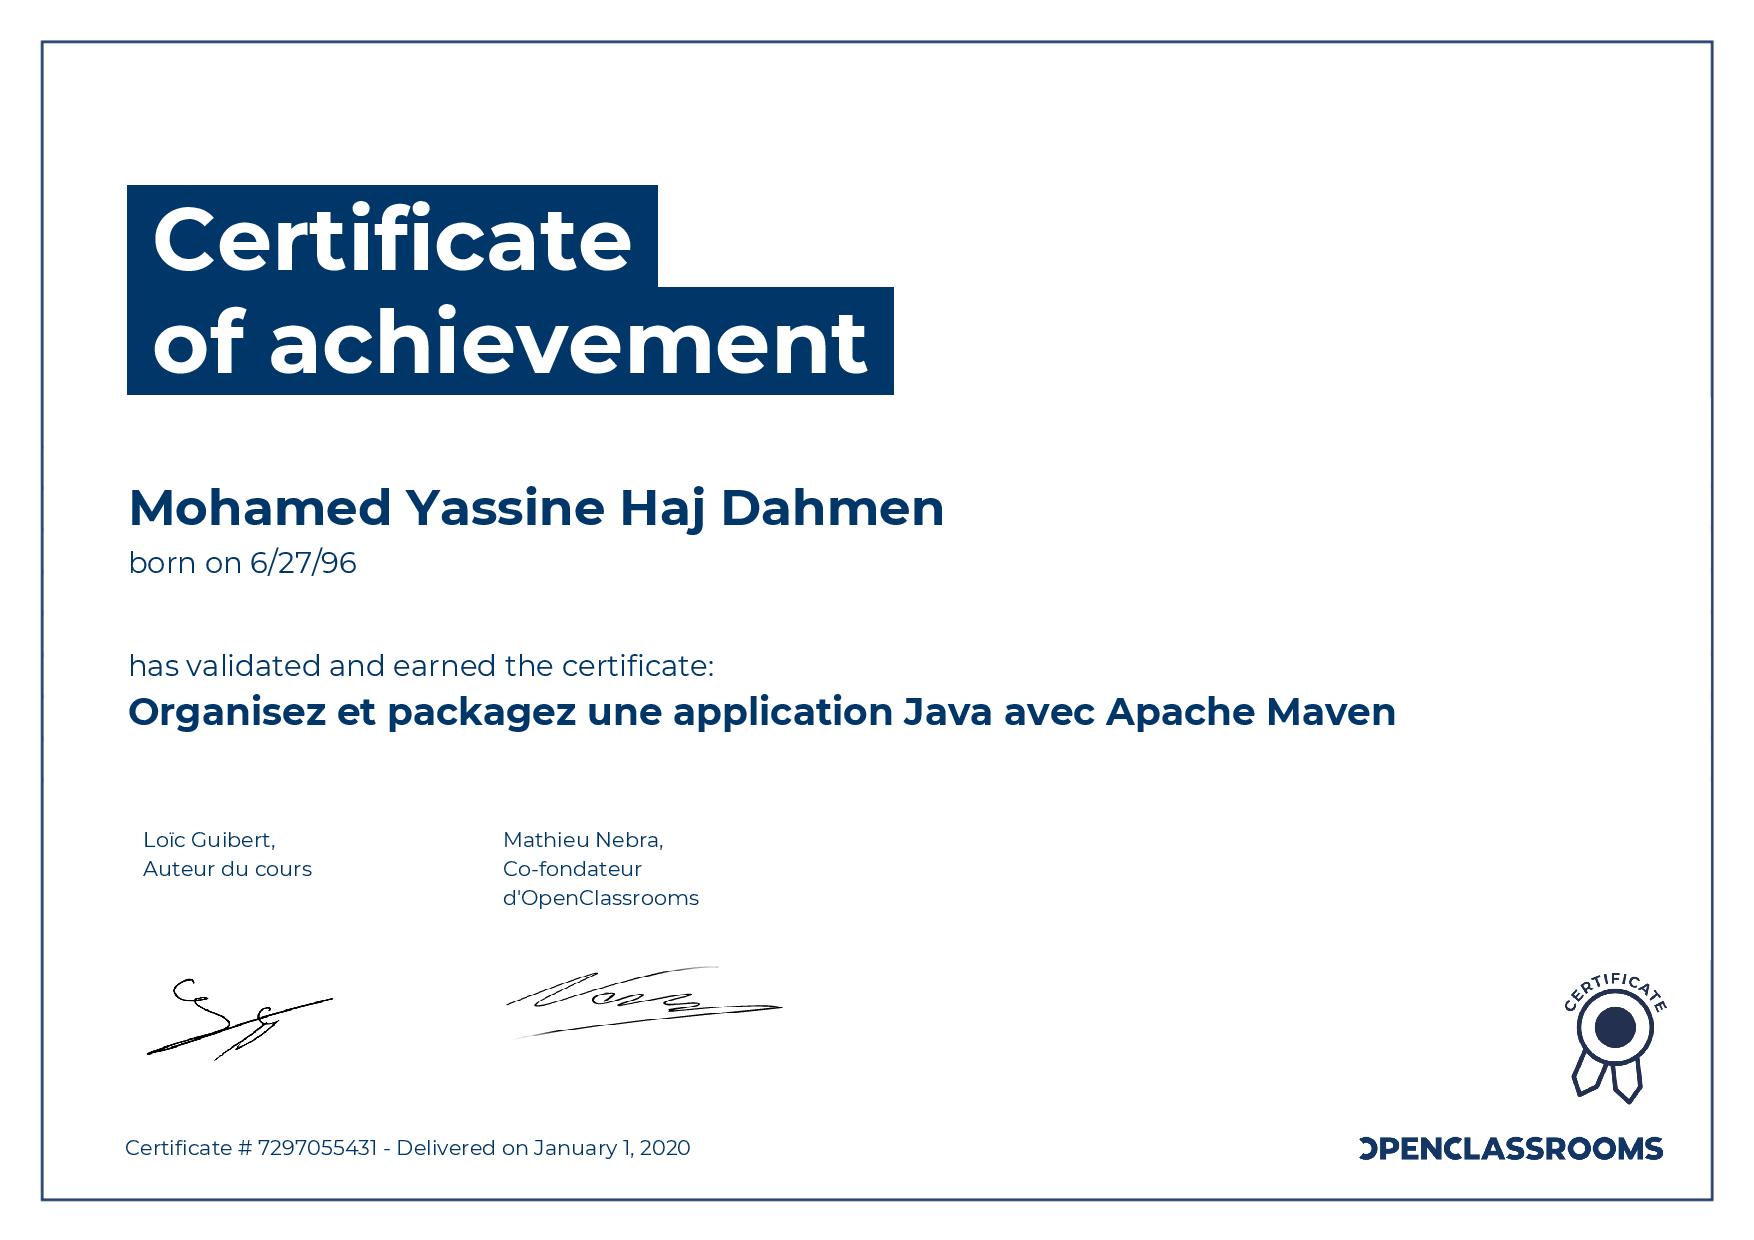 Certificate
of achievement
Mohamed Yassine Haj Dahmen
born on 6/27/96
has validated and earned the certificate:
Organisez et packagez une application Java avec Apache Maven
Loïc Guibert,
Auteur du cours
Mathieu Nebra,
Co-fondateur
d'OpenClassrooms
CERTIFICATE
Certificate # 7297055431 - Delivered on January 1, 2020
OPENCLASSROOMS